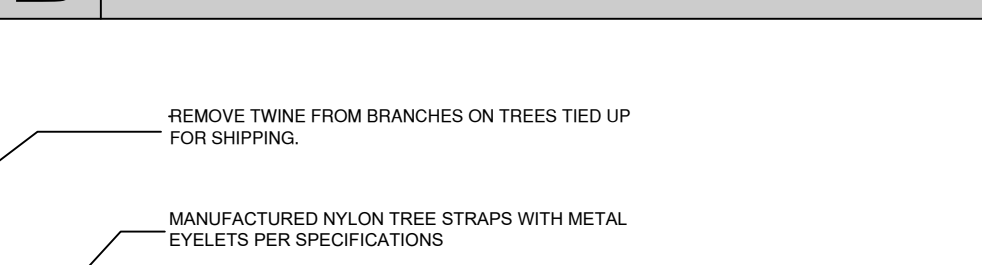 REMOVE TWINE FROM BRANCHES ON TREES TIED UP
FOR SHIPPING.
MANUFACTURED NYLON TREE STRAPS WITH METAL
EYELETS PER SPECIFICATIONS